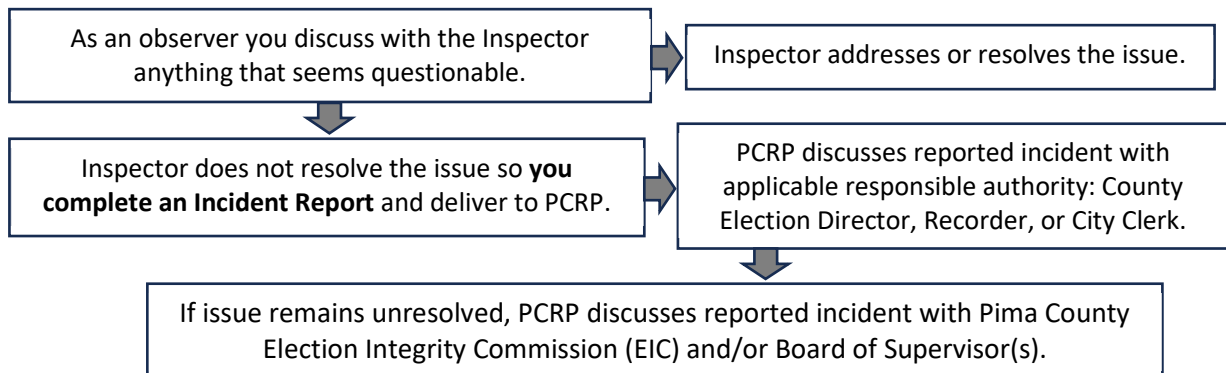 As an observer you discuss with the Inspector
anything that seems questionable.
Inspector addresses or resolves the issue.
Inspector does not resolve the issue so you
complete an Incident Report and deliver to PCRP.
PCRP discusses reported incident with
applicable responsible authority: County
Election Director, Recorder, or City Clerk.
If issue remains unresolved, PCRP discusses reported incident with Pima County
Election Integrity Commission (EIC) and/or Board of Supervisor(s).